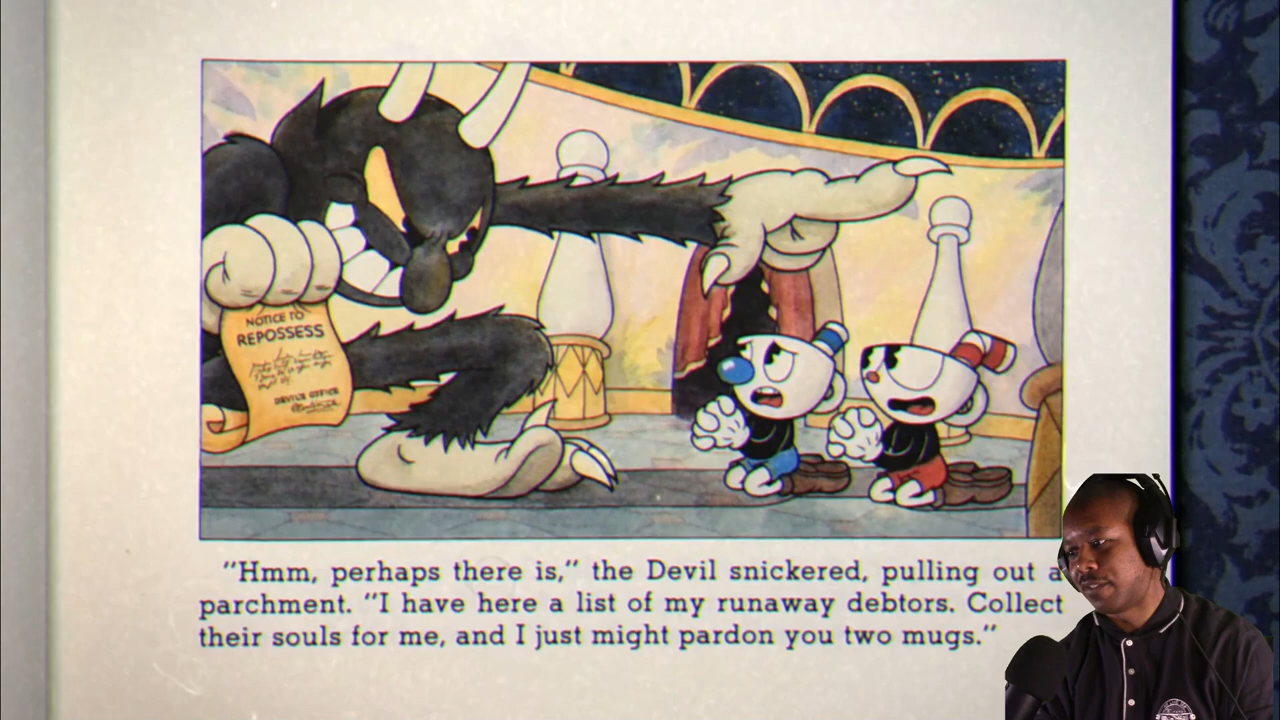 NOTICE TO
REPOSSESS
DEVIL'S OFFICE
“Hmm, perhaps there is,” the Devil snickered, pulling out a
parchment. “I have here a list of my runaway debtors. Collect
their souls for me, and I just might pardon you two mugs.”